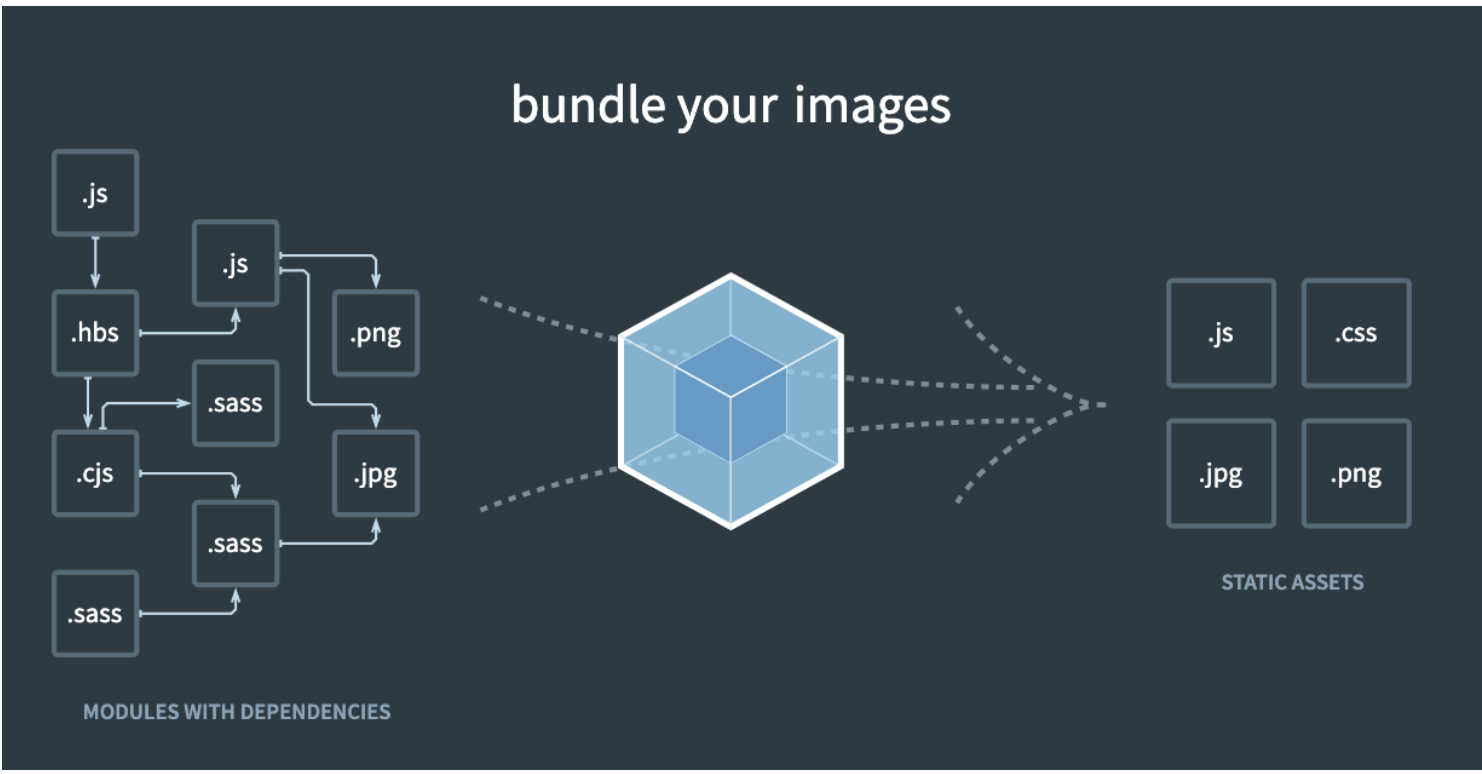 bundle your images
.js
.js
.hbs
.png
.sass
.cjs
.jpg
.sass
.sass
MODULES WITH DEPENDENCIES
.js
.css
.jpg
.png
STATIC ASSETS